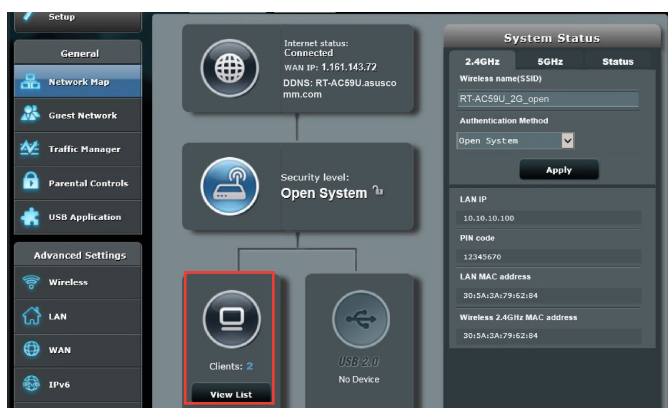 Setup
General
Network Map
Guest Network
Traffic Manager
Parental Controls
USB Application
Advanced Settings
Wireless
LAN
WAN
IPv6
Internet status:
Connected
WAN IP: 1.161.143.72
DDNS: RT-AC59U.asusco
mm.com
Security level:
Open System
Clients: 2
View List
USB 2.0
No Device
System Status
2.4GHz 5GHz Status
Wireless name(SSID)
RT-AC59U_2G_open
Authentication Method
Open System
Apply
LAN IP
10.10.10.100
PIN code
12345670
LAN MAC address
30:5A:3A:79:62:84
Wireless 2.4GHz MAC address
30:5A:3A:79:62:84